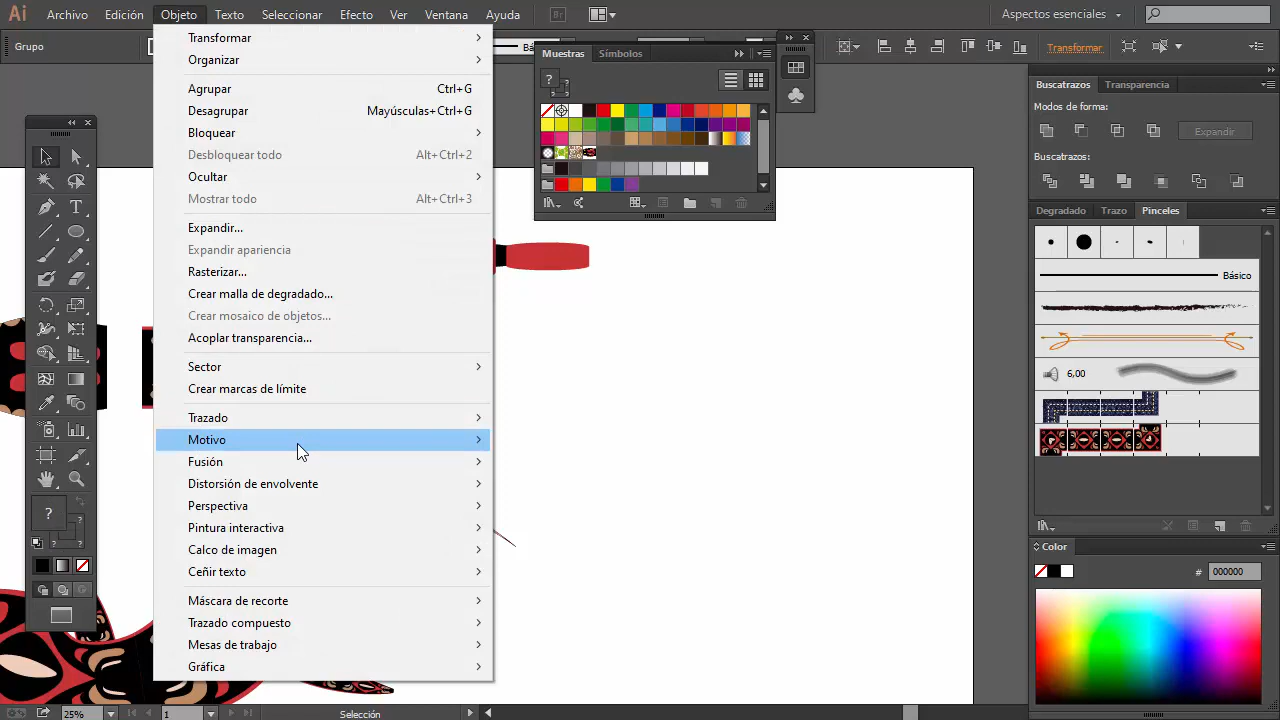 Ai Archivo Edición Objeto Texto Seleccionar Efecto Ver Ventana Ayuda Br Aspectos esenciales
Grupo
Transformar
Organizar
Agrupar Ctrl+G
Desagrupar Mayúsculas+Ctrl+G
Bloquear
Desbloquear todo Alt+Ctrl+2
Ocultar
Mostrar todo Alt+Ctrl+3
Expandir...
Expandir apariencia
Rasterizar...
Crear malla de degradado...
Crear mosaico de objetos...
Acoplar transparencia...
Sector
Crear marcas de límite
Trazado
Motivo
Fusión
Distorsión de envolvente
Perspectiva
Pintura interactiva
Calco de imagen
Ceñir texto
Máscara de recorte
Trazado compuesto
Mesas de trabajo
Gráfica
Muestras Símbolos
?
Transformar
Buscatrazos Transparencia
Modos de forma:
Expandir
Buscatrazos:
Degradado Trazo Pinceles
Básico
6,00
Color
# 000000
?
?
?
25% 1 Selección